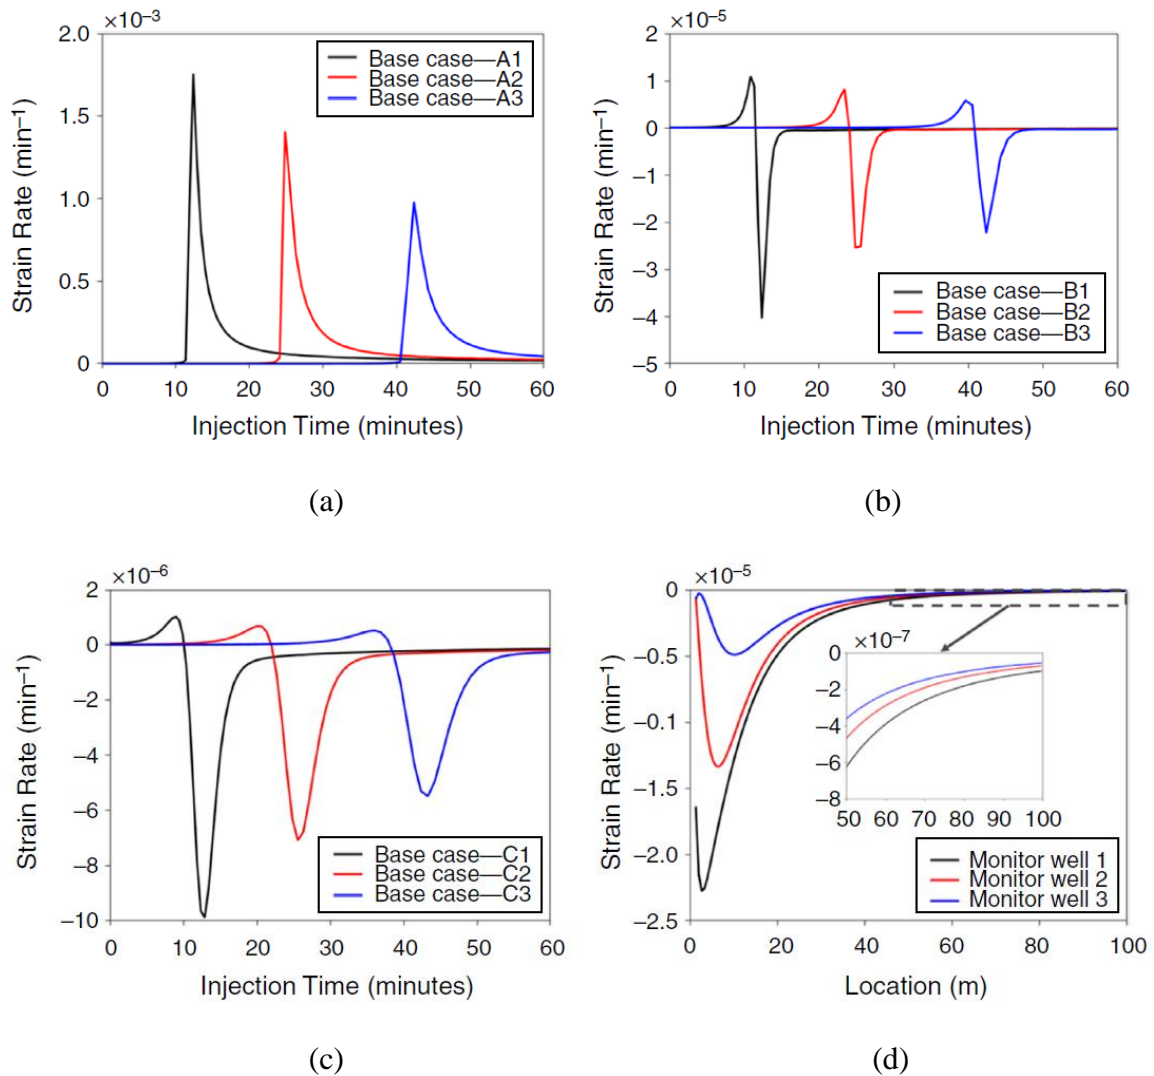 ×10⁻³
2.0
1.5
1.0
0.5
0
Strain Rate (min⁻¹)
Base case—A1
Base case—A2
Base case—A3
0 10 20 30 40 50 60
Injection Time (minutes)
(a)
×10⁻⁵
2
1
0
–1
–2
–3
–4
–5
Strain Rate (min⁻¹)
Base case—B1
Base case—B2
Base case—B3
0 10 20 30 40 50 60
Injection Time (minutes)
(b)
×10⁻⁶
2
0
–2
–4
–6
–8
–10
Strain Rate (min⁻¹)
Base case—C1
Base case—C2
Base case—C3
0 10 20 30 40 50 60
Injection Time (minutes)
(c)
×10⁻⁵
0
–0.5
–0.1
–1.5
–2.0
–2.5
Strain Rate (min⁻¹)
×10⁻⁷
0
–2
–4
–6
–8
50 60 70 80 90 100
Monitor well 1
Monitor well 2
Monitor well 3
0 20 40 60 80 100
Location (m)
(d)